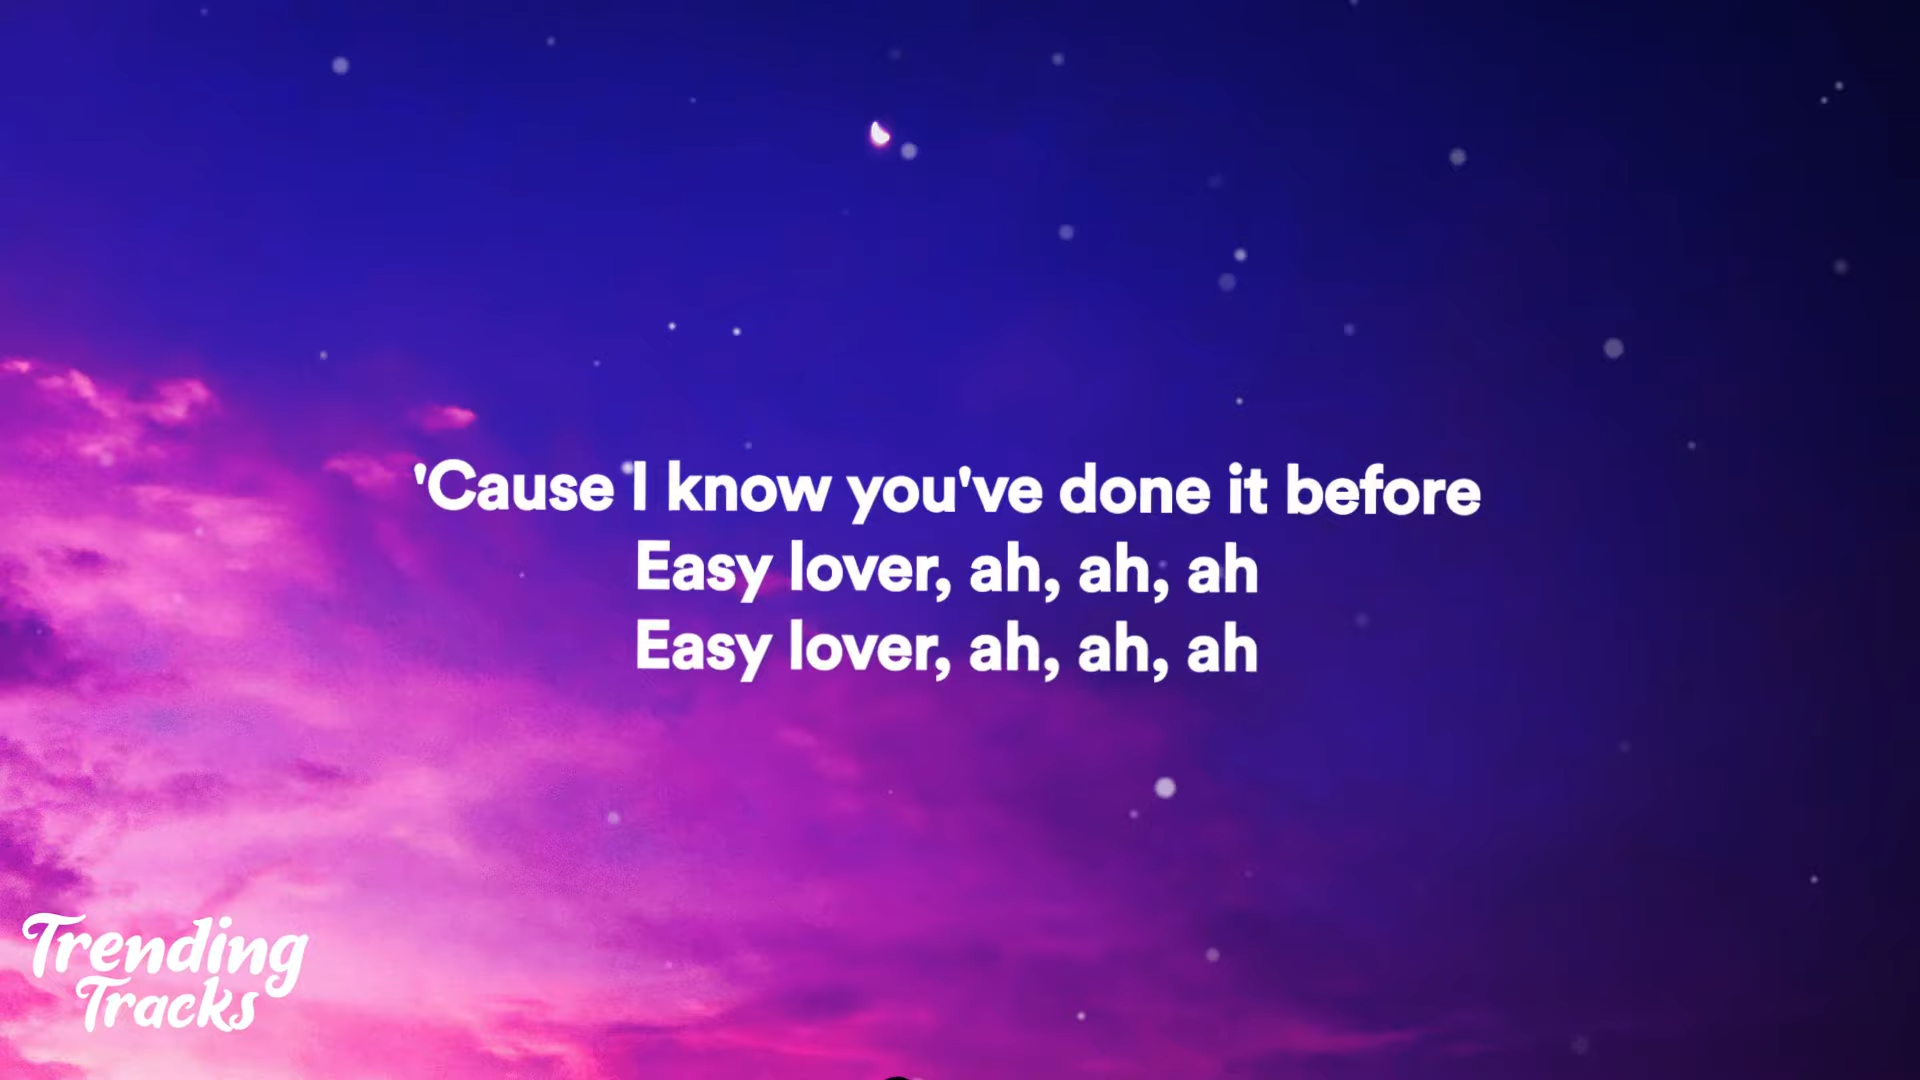 'Cause I know you've done it before
Easy lover, ah, ah, ah
Easy lover, ah, ah, ah
Trending
Tracks